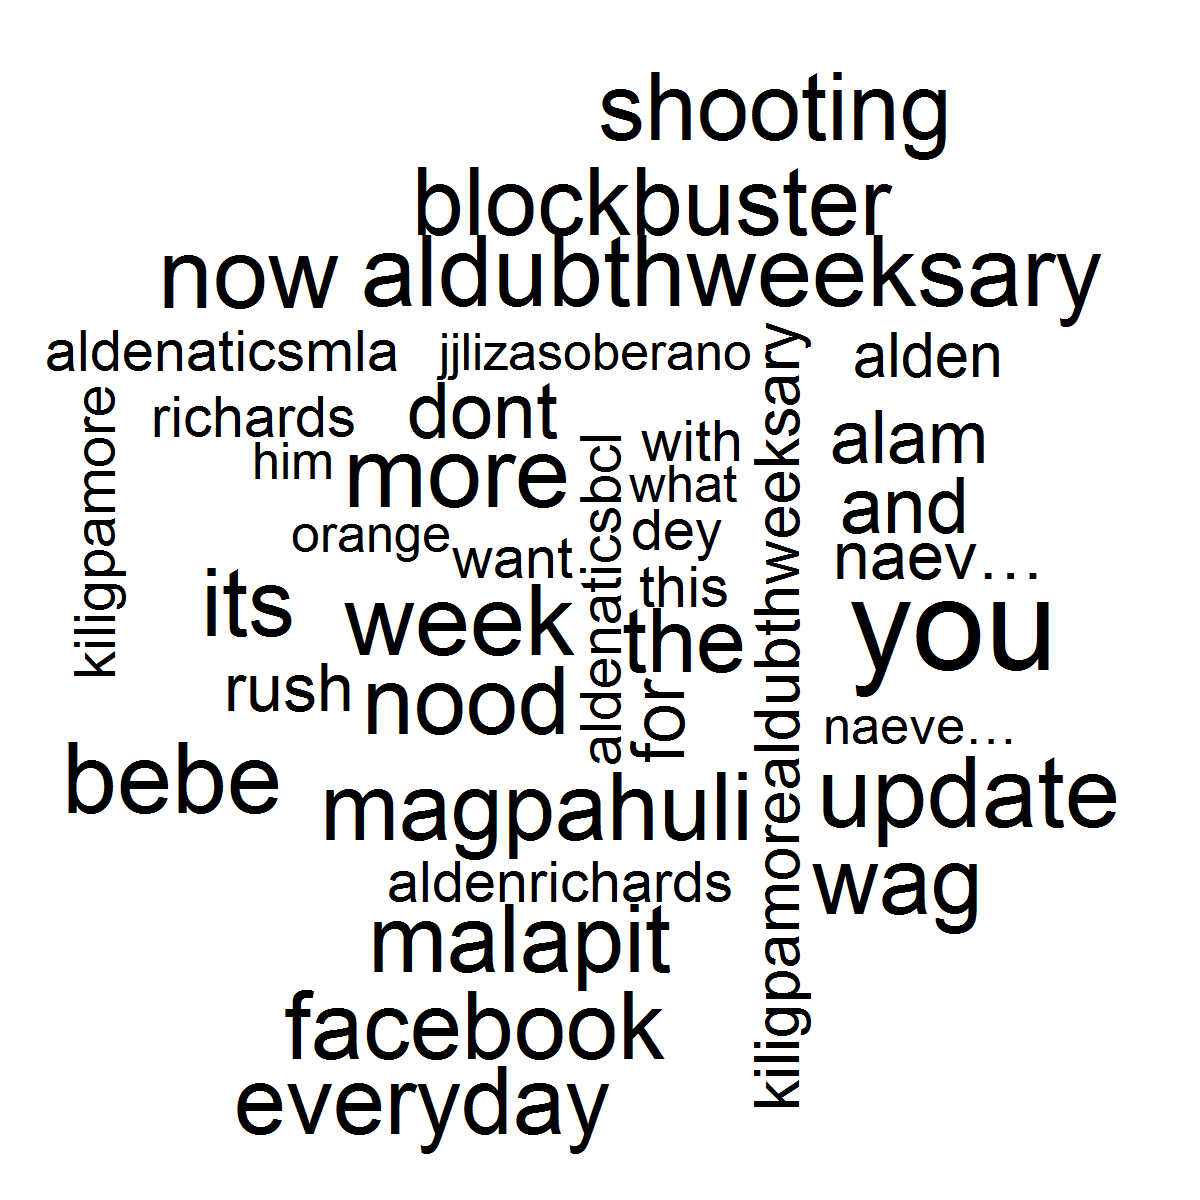 shooting
blockbuster
now aldubthweeksary
aldenaticsmla jjlizasoberano alden
kiligpamore
richards dont with alam
him more what and
aldenaticsbcl
kiligpamorealdubthweeksary
orange want dey naev…
its week this the you
rush nood for naeve…
bebe magpahuli update
aldenrichards wag
malapit
facebook
everyday